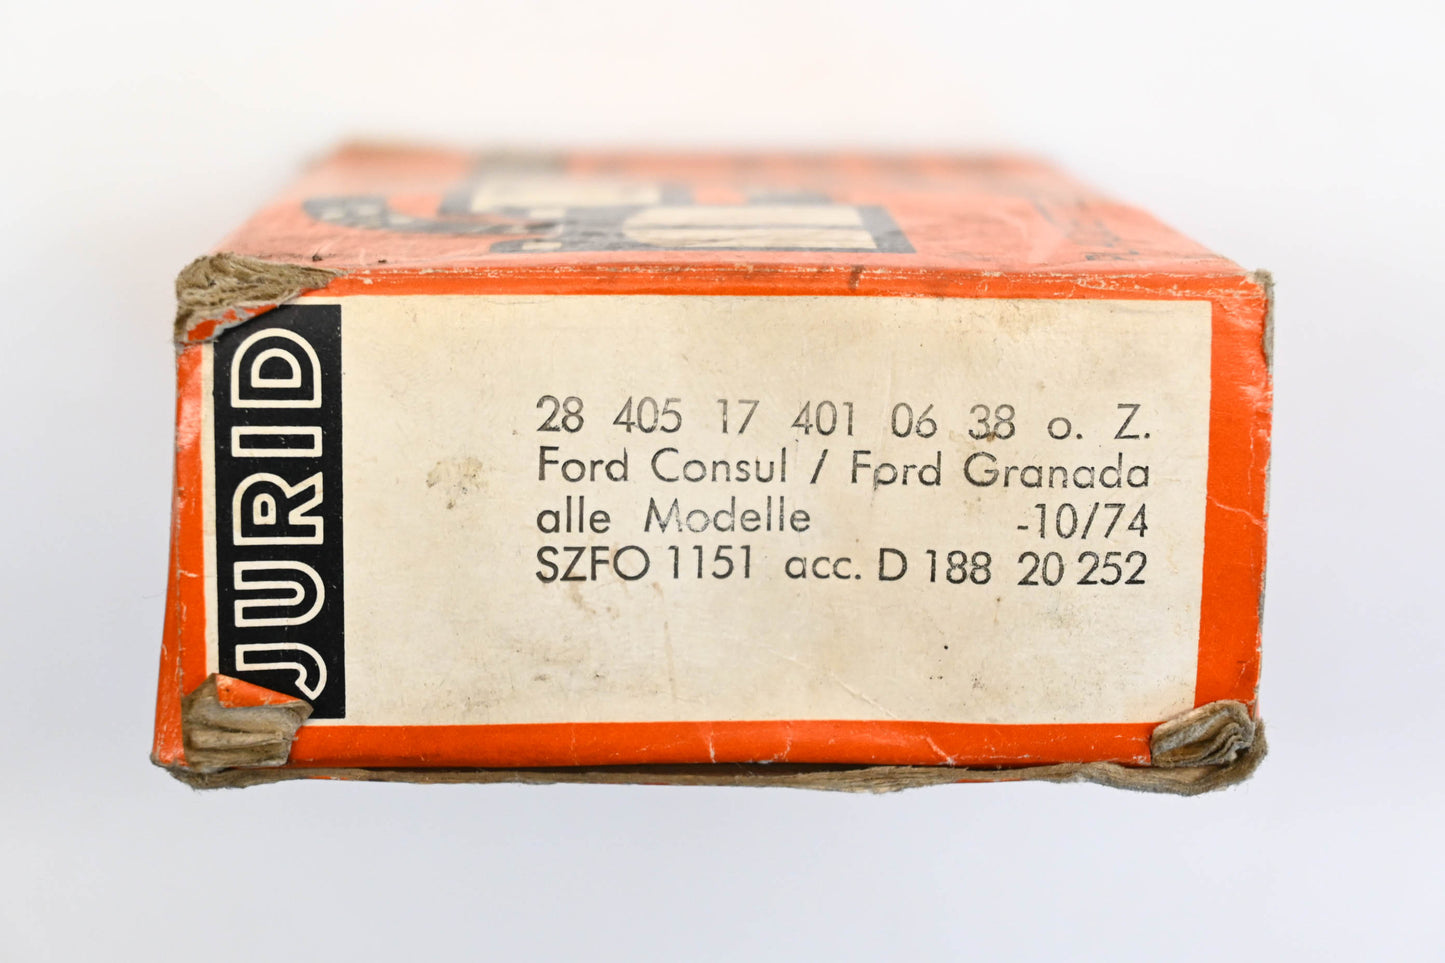 JURID
28 405 17 401 06 38 o. Z.
Ford Consul / Ford Granada
alle Modelle -10/74
SZFO 1151 acc. D 188 20 252